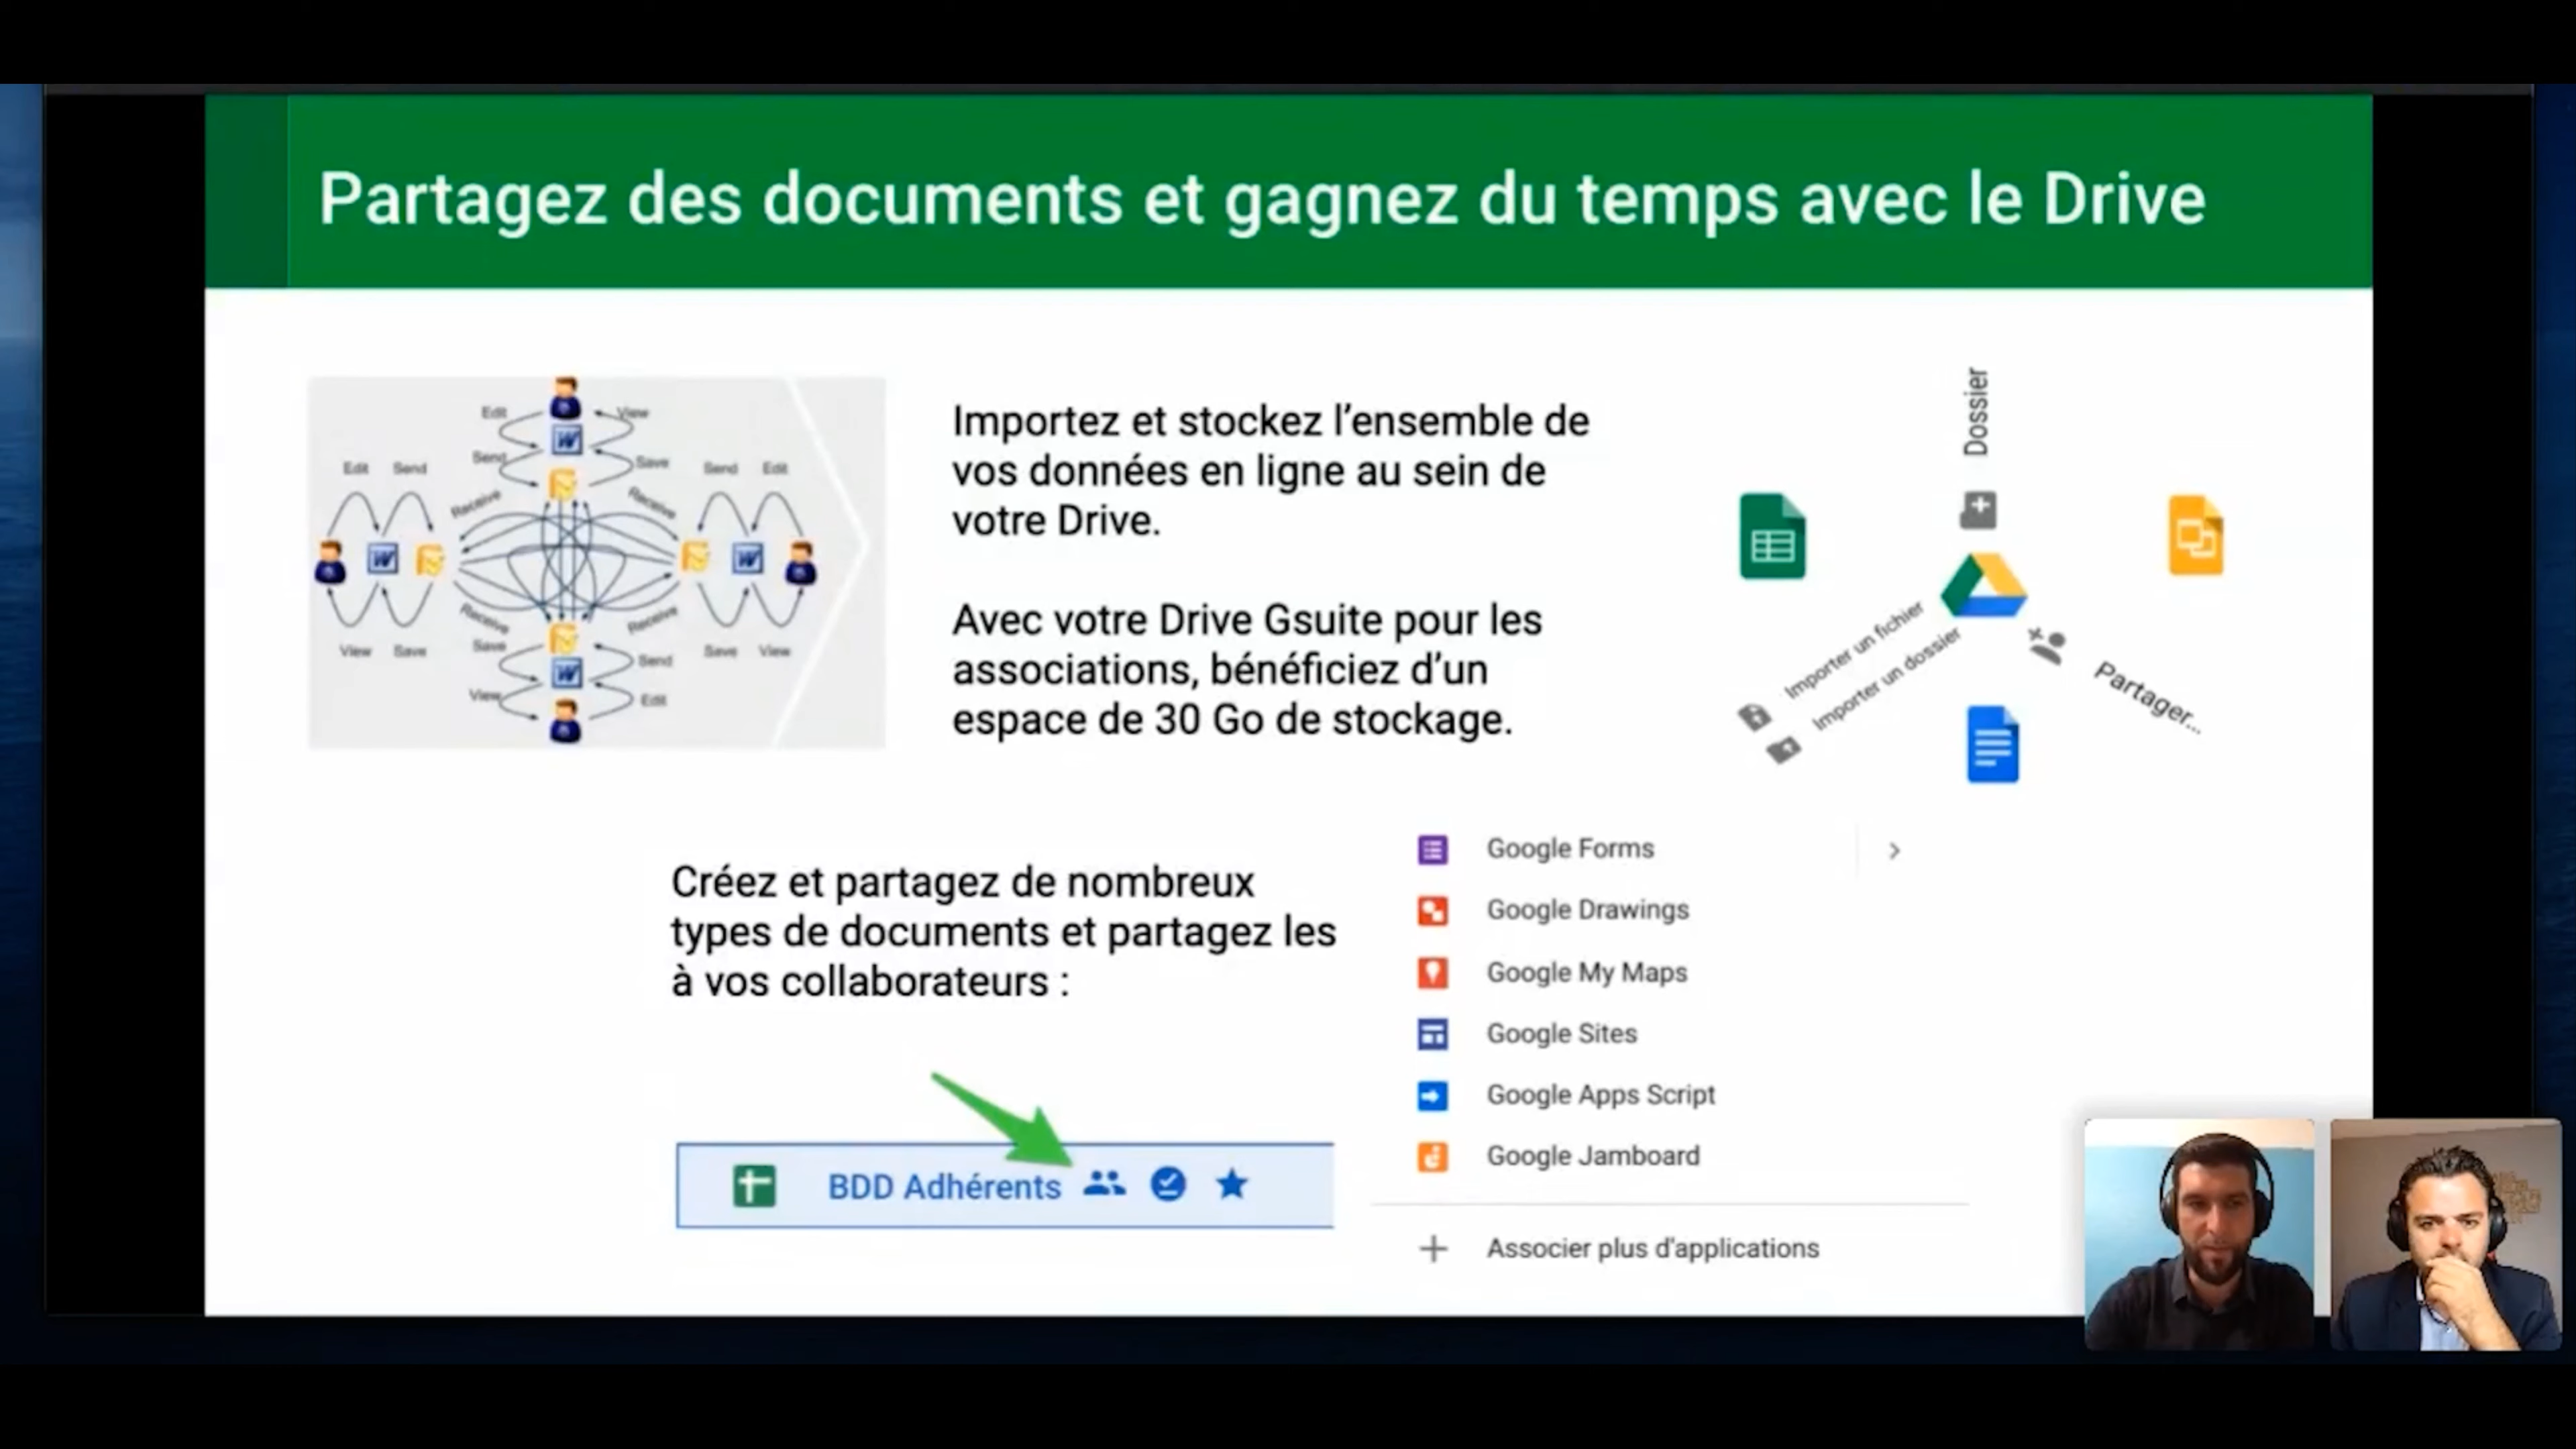 Partagez des documents et gagnez du temps avec le Drive
Edit
View
Send
Save
Edit
Send
Send
Edit
Receive
Receive
View
Save
Receive
Save
Receive
Send
Save
View
View
Edit
Importez et stockez l’ensemble de
vos données en ligne au sein de
votre Drive.
Avec votre Drive Gsuite pour les
associations, bénéficiez d’un
espace de 30 Go de stockage.
Dossier
Importer un fichier
Importer un dossier
Partager...
Créez et partagez de nombreux
types de documents et partagez les
à vos collaborateurs :
BDD Adhérents
Google Forms
Google Drawings
Google My Maps
Google Sites
Google Apps Script
Google Jamboard
Associer plus d'applications